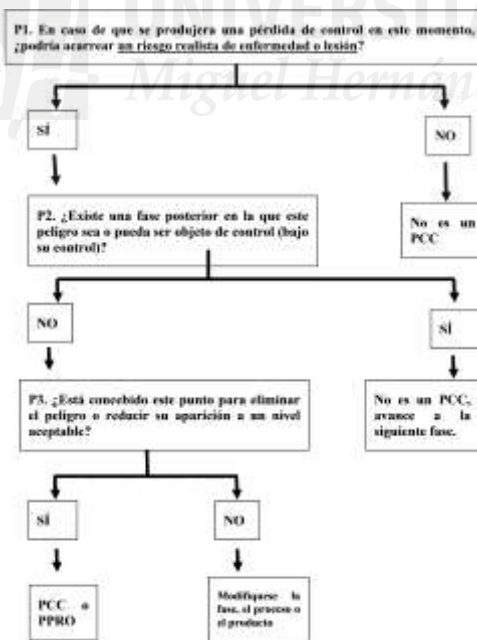 UNIVERSIT
Miguel Hernán
P1. En caso de que se produjera una pérdida de control en este momento,
¿podría acarrear un riesgo realista de enfermedad o lesión?
SÍ
NO
P2. ¿Existe una fase posterior en la que este
peligro sea o pueda ser objeto de control (bajo
su control)?
No es un
PCC
NO
SÍ
P3. ¿Está concebido este punto para eliminar
el peligro o reducir su aparición a un nivel
aceptable?
No es un PCC,
avance a la
siguiente fase.
SÍ
NO
PCC o
PPRO
Modifíquese la
fase, el proceso o
el producto